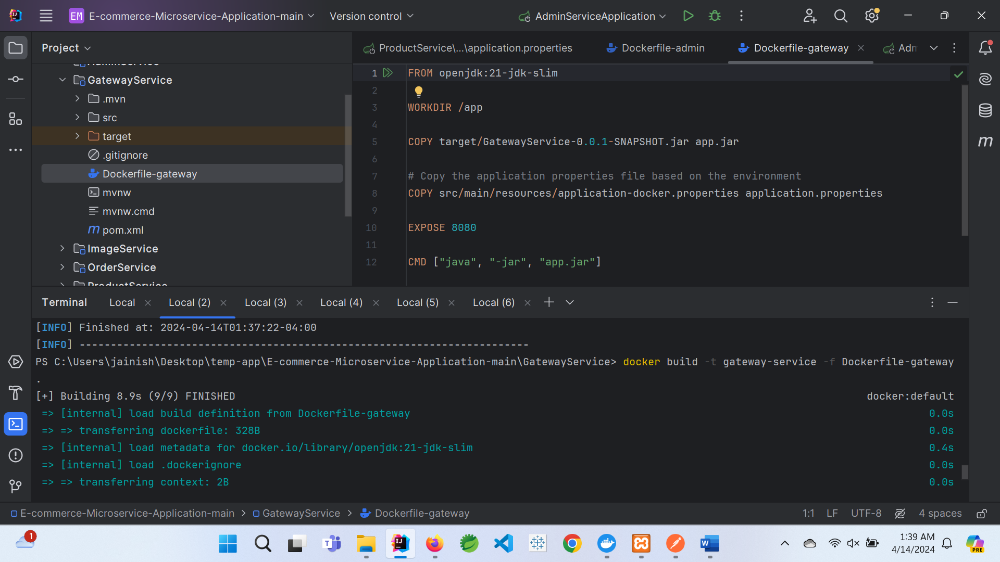 EM E-commerce-Microservice-Application-main Version control AdminServiceApplication
Project
AdminService
GatewayService
.mvn
src
target
.gitignore
Dockerfile-gateway
mvnw
mvnw.cmd
pom.xml
ImageService
OrderService
ProductService
ProductService\...\application.properties Dockerfile-admin Dockerfile-gateway Adm
1 FROM openjdk:21-jdk-slim
2
3 WORKDIR /app
4
5 COPY target/GatewayService-0.0.1-SNAPSHOT.jar app.jar
6
7 # Copy the application properties file based on the environment
8 COPY src/main/resources/application-docker.properties application.properties
9
10 EXPOSE 8080
11
12 CMD ["java", "-jar", "app.jar"]
Terminal Local Local (2) Local (3) Local (4) Local (5) Local (6)
[INFO] Finished at: 2024-04-14T01:37:22-04:00
[INFO] ------------------------------------------------------------------------
PS C:\Users\jainish\Desktop\temp-app\E-commerce-Microservice-Application-main\GatewayService> docker build -t gateway-service -f Dockerfile-gateway
.
[+] Building 8.9s (9/9) FINISHED docker:default
=> [internal] load build definition from Dockerfile-gateway 0.0s
=> => transferring dockerfile: 328B 0.0s
=> [internal] load metadata for docker.io/library/openjdk:21-jdk-slim 0.4s
=> [internal] load .dockerignore 0.0s
=> => transferring context: 2B 0.0s
E-commerce-Microservice-Application-main > GatewayService > Dockerfile-gateway 1:1 LF UTF-8 4 spaces
1
1:39 AM
4/14/2024
PRE